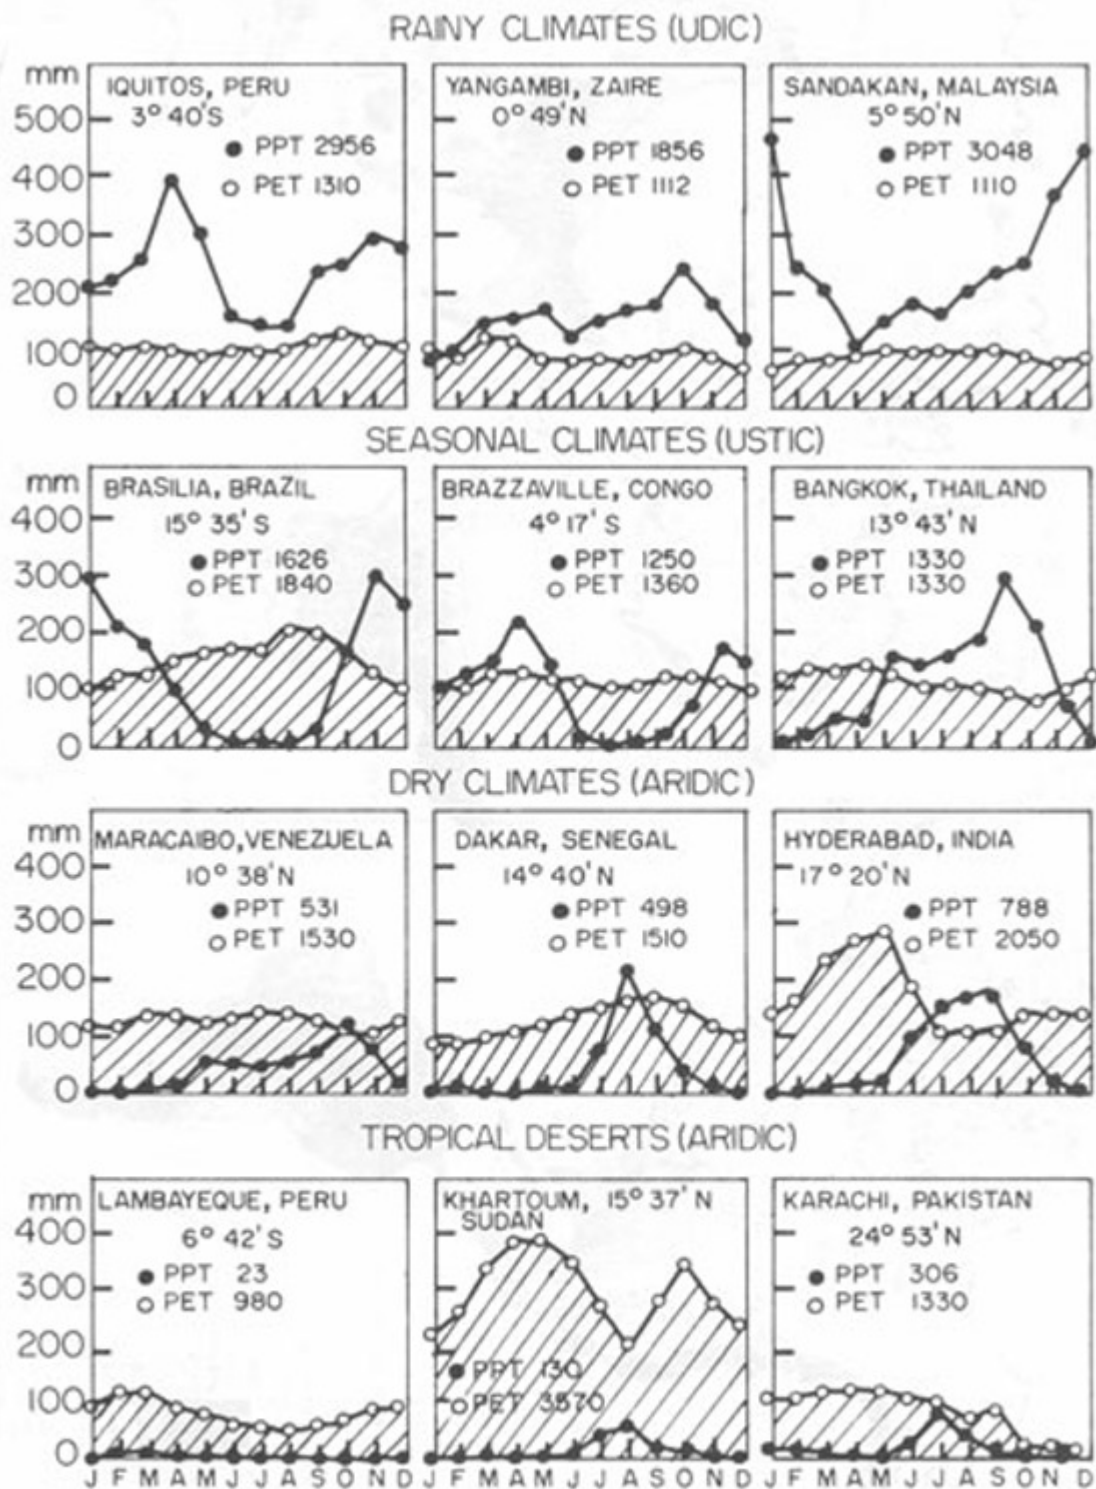 RAINY CLIMATES (UDIC)
mm
500
400
300
200
100
0
IQUITOS, PERU
3° 40'S
PPT 2956
PET 1310
YANGAMBI, ZAIRE
0° 49'N
PPT 1856
PET 1112
SANDAKAN, MALAYSIA
5° 50'N
PPT 3048
PET 1110
SEASONAL CLIMATES (USTIC)
mm
400
300
200
100
0
BRASILIA, BRAZIL
15° 35' S
PPT 1626
PET 1840
BRAZZAVILLE, CONGO
4° 17' S
PPT 1250
PET 1360
BANGKOK, THAILAND
13° 43' N
PPT 1330
PET 1330
DRY CLIMATES (ARIDIC)
mm
400
300
200
100
0
MARACAIBO, VENEZUELA
10° 38' N
PPT 531
PET 1530
DAKAR, SENEGAL
14° 40' N
PPT 498
PET 1510
HYDERABAD, INDIA
17° 20' N
PPT 788
PET 2050
TROPICAL DESERTS (ARIDIC)
mm
400
300
200
100
0
LAMBAYEQUE, PERU
6° 42' S
PPT 23
PET 980
KHARTOUM, 15° 37' N
SUDAN
PPT 130
PET 3570
KARACHI, PAKISTAN
24° 53' N
PPT 306
PET 1330
J F M A M J J A S O N D
J F M A M J J A S O N D
J F M A M J J A S O N D